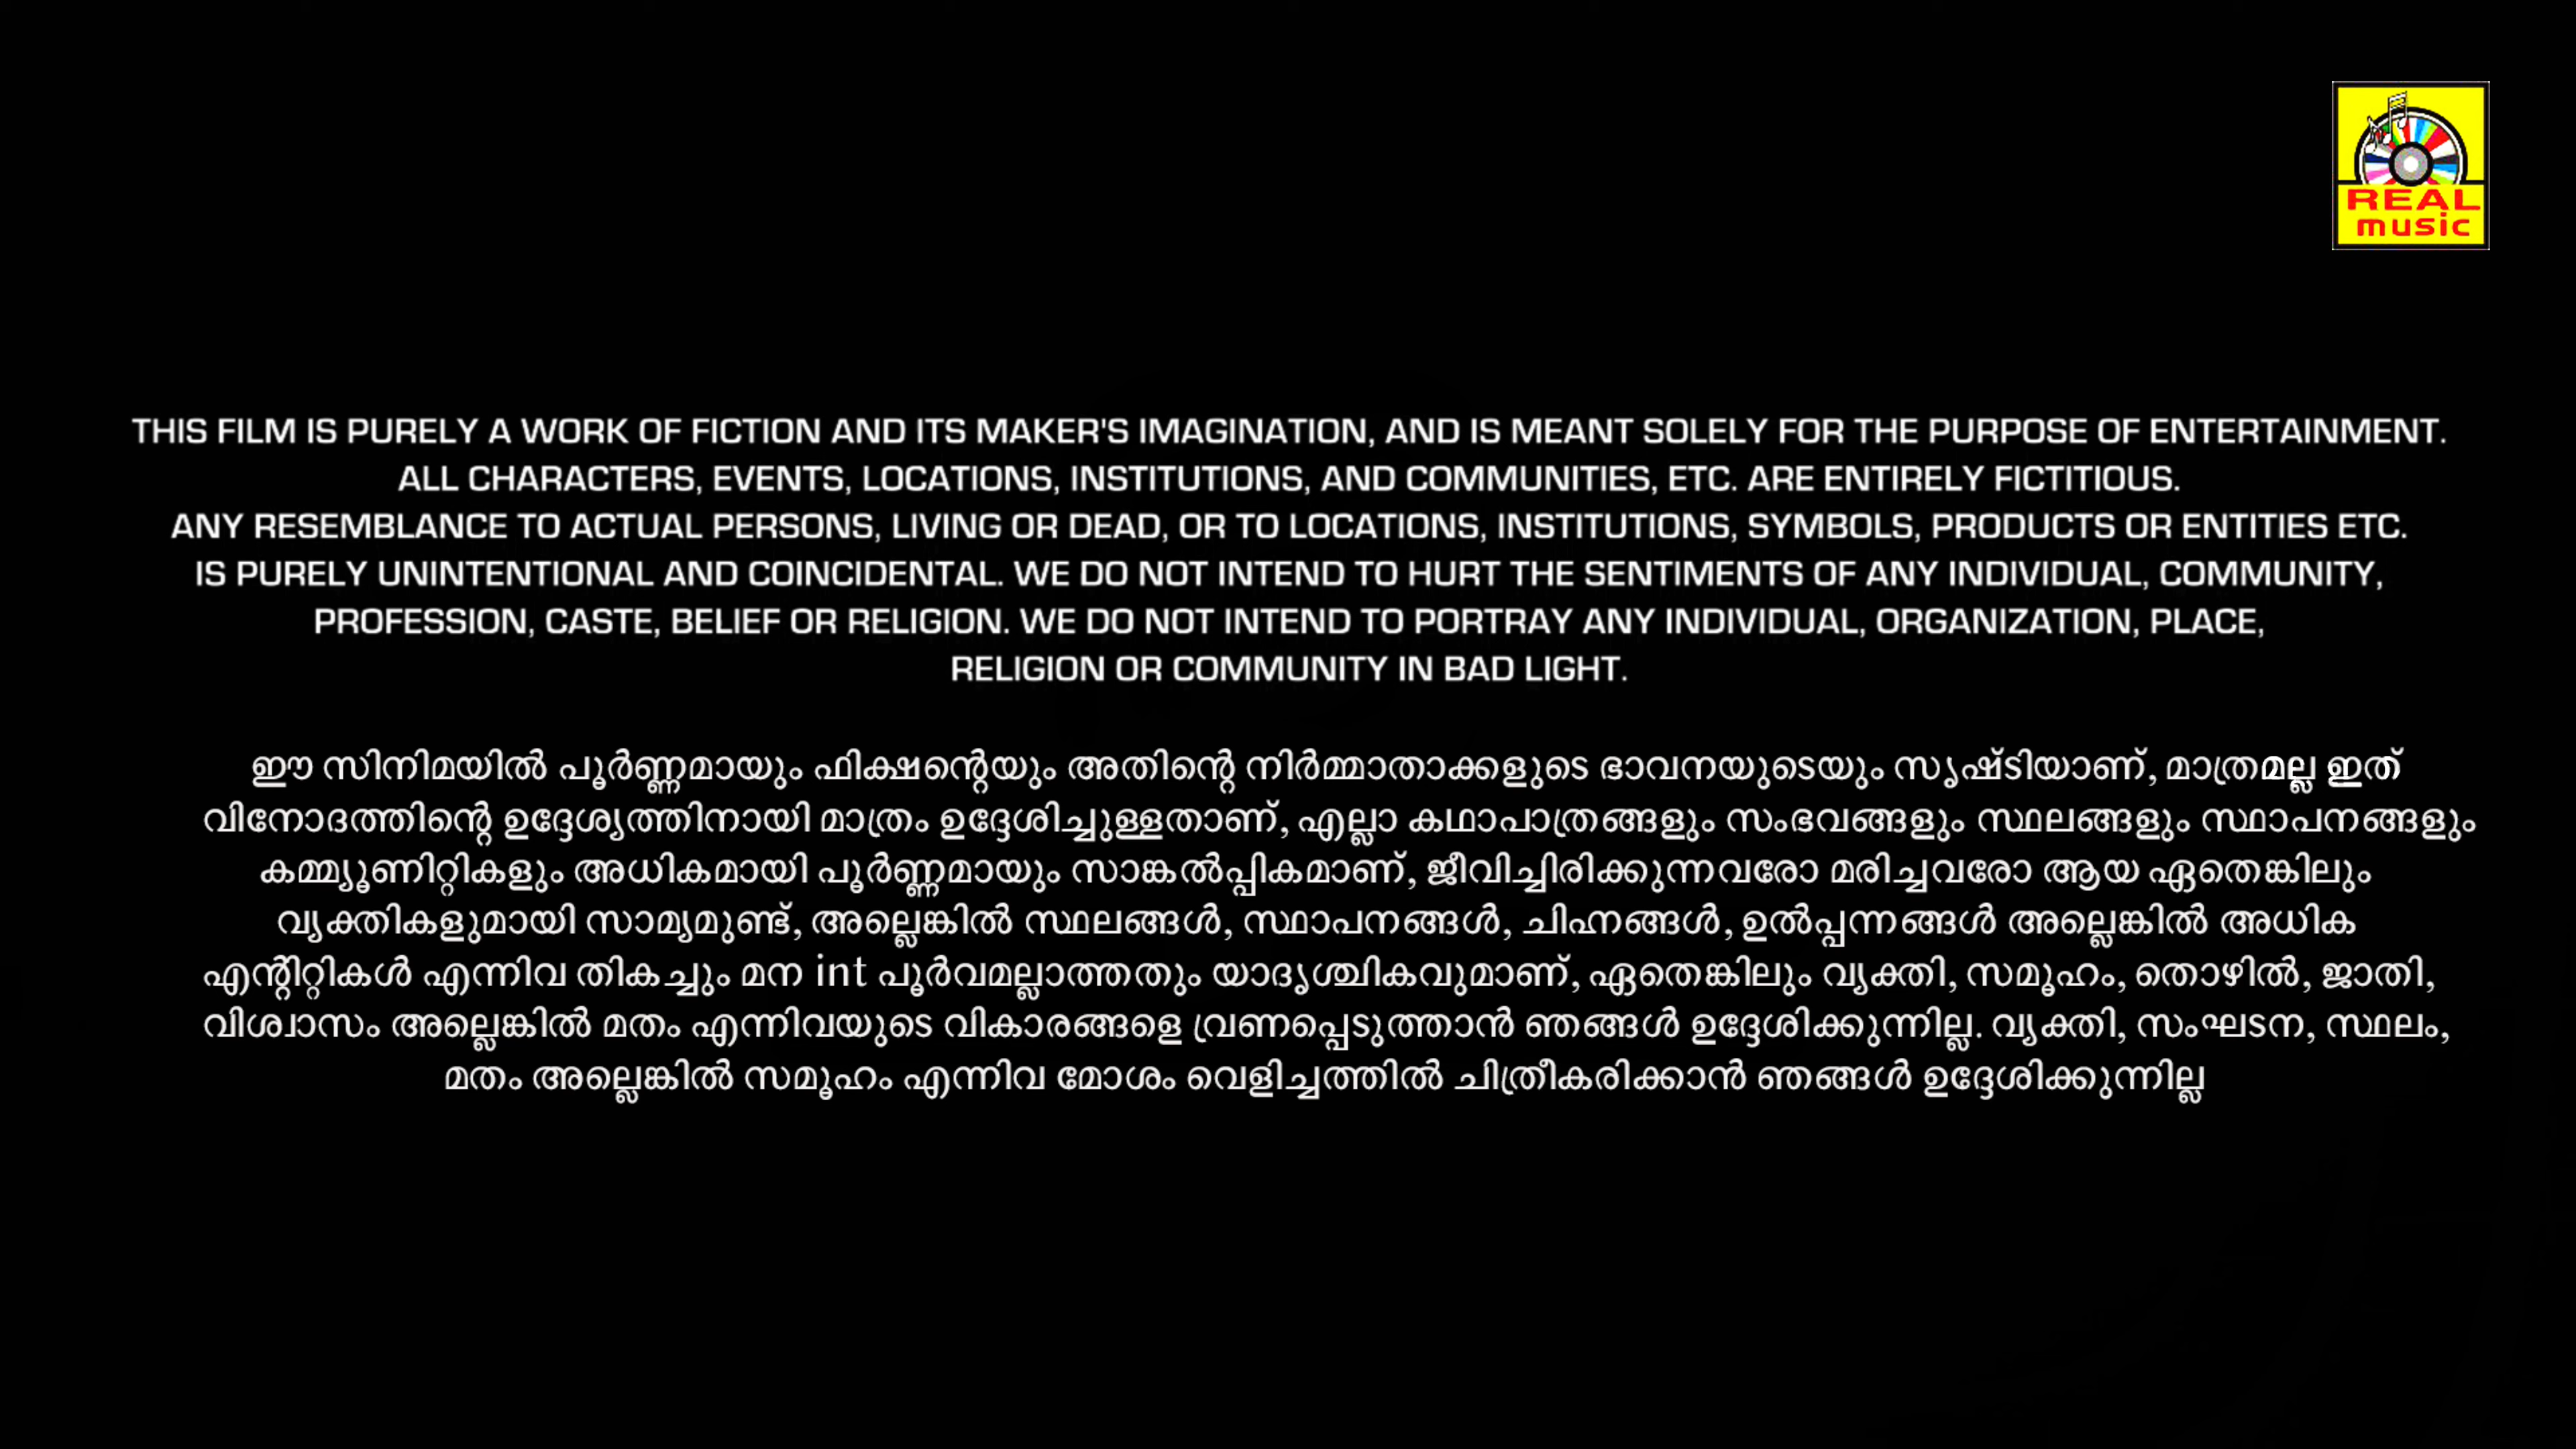 REAL
music
THIS FILM IS PURELY A WORK OF FICTION AND ITS MAKER'S IMAGINATION, AND IS MEANT SOLELY FOR THE PURPOSE OF ENTERTAINMENT.
ALL CHARACTERS, EVENTS, LOCATIONS, INSTITUTIONS, AND COMMUNITIES, ETC. ARE ENTIRELY FICTITIOUS.
ANY RESEMBLANCE TO ACTUAL PERSONS, LIVING OR DEAD, OR TO LOCATIONS, INSTITUTIONS, SYMBOLS, PRODUCTS OR ENTITIES ETC.
IS PURELY UNINTENTIONAL AND COINCIDENTAL. WE DO NOT INTEND TO HURT THE SENTIMENTS OF ANY INDIVIDUAL, COMMUNITY,
PROFESSION, CASTE, BELIEF OR RELIGION. WE DO NOT INTEND TO PORTRAY ANY INDIVIDUAL, ORGANIZATION, PLACE,
RELIGION OR COMMUNITY IN BAD LIGHT.
ഈ സിനിമയിൽ പൂർണ്ണമായും ഫിക്ഷന്റെയും അതിന്റെ നിർമ്മാതാക്കളുടെ ഭാവനയുടെയും സൃഷ്ടിയാണ്, മാത്രമല്ല ഇത്
വിനോദത്തിന്റെ ഉദ്ദേശ്യത്തിനായി മാത്രം ഉദ്ദേശിച്ചുള്ളതാണ്, എല്ലാ കഥാപാത്രങ്ങളും സംഭവങ്ങളും സ്ഥലങ്ങളും സ്ഥാപനങ്ങളും
കമ്മ്യൂണിറ്റികളും അധികമായി പൂർണ്ണമായും സാങ്കൽപ്പികമാണ്, ജീവിച്ചിരിക്കുന്നവരോ മരിച്ചവരോ ആയ ഏതെങ്കിലും
വ്യക്തികളുമായി സാമ്യമുണ്ട്, അല്ലെങ്കിൽ സ്ഥലങ്ങൾ, സ്ഥാപനങ്ങൾ, ചിഹ്നങ്ങൾ, ഉൽപ്പന്നങ്ങൾ അല്ലെങ്കിൽ അധിക
എന്റിറ്റികൾ എന്നിവ തികച്ചും മന int പൂർവമല്ലാത്തതും യാദൃശ്ചികവുമാണ്, ഏതെങ്കിലും വ്യക്തി, സമൂഹം, തൊഴിൽ, ജാതി,
വിശ്വാസം അല്ലെങ്കിൽ മതം എന്നിവയുടെ വികാരങ്ങളെ വ്രണപ്പെടുത്താൻ ഞങ്ങൾ ഉദ്ദേശിക്കുന്നില്ല. വ്യക്തി, സംഘടന, സ്ഥലം,
മതം അല്ലെങ്കിൽ സമൂഹം എന്നിവ മോശം വെളിച്ചത്തിൽ ചിത്രീകരിക്കാൻ ഞങ്ങൾ ഉദ്ദേശിക്കുന്നില്ല